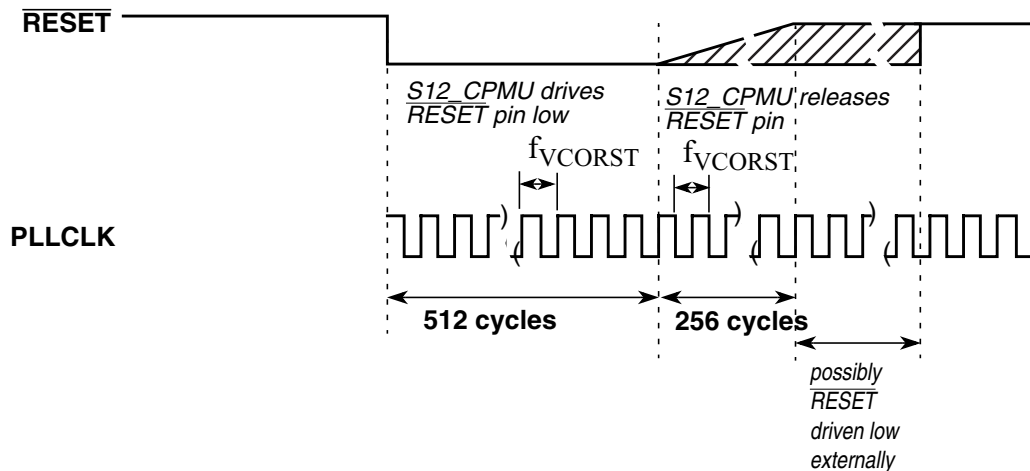 RESET
S12_CPMU drives
RESET pin low
S12_CPMU releases
RESET pin
fVCORST
fVCORST
PLLCLK
512 cycles
256 cycles
possibly
RESET
driven low
externally